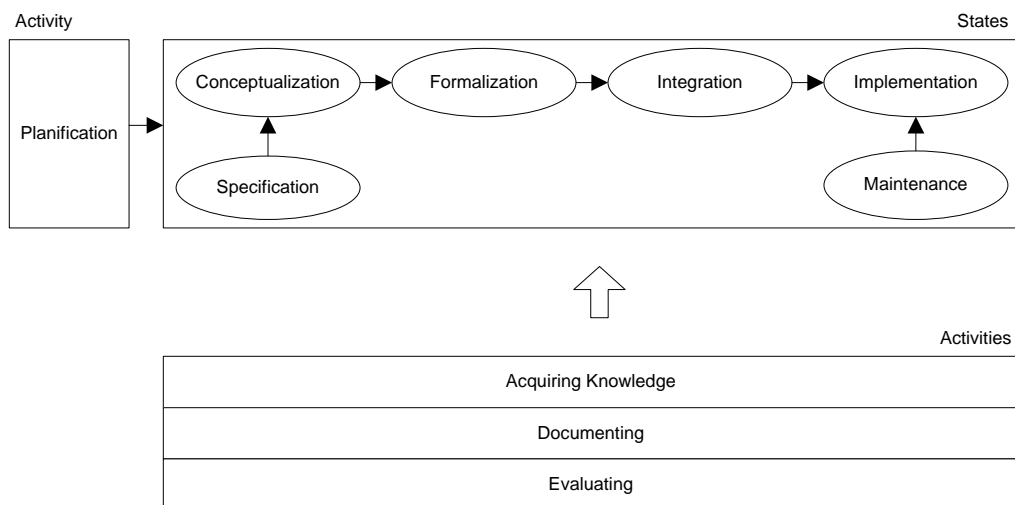 Activity
States
Planification
Conceptualization
Formalization
Integration
Implementation
Specification
Maintenance
Activities
Acquiring Knowledge
Documenting
Evaluating